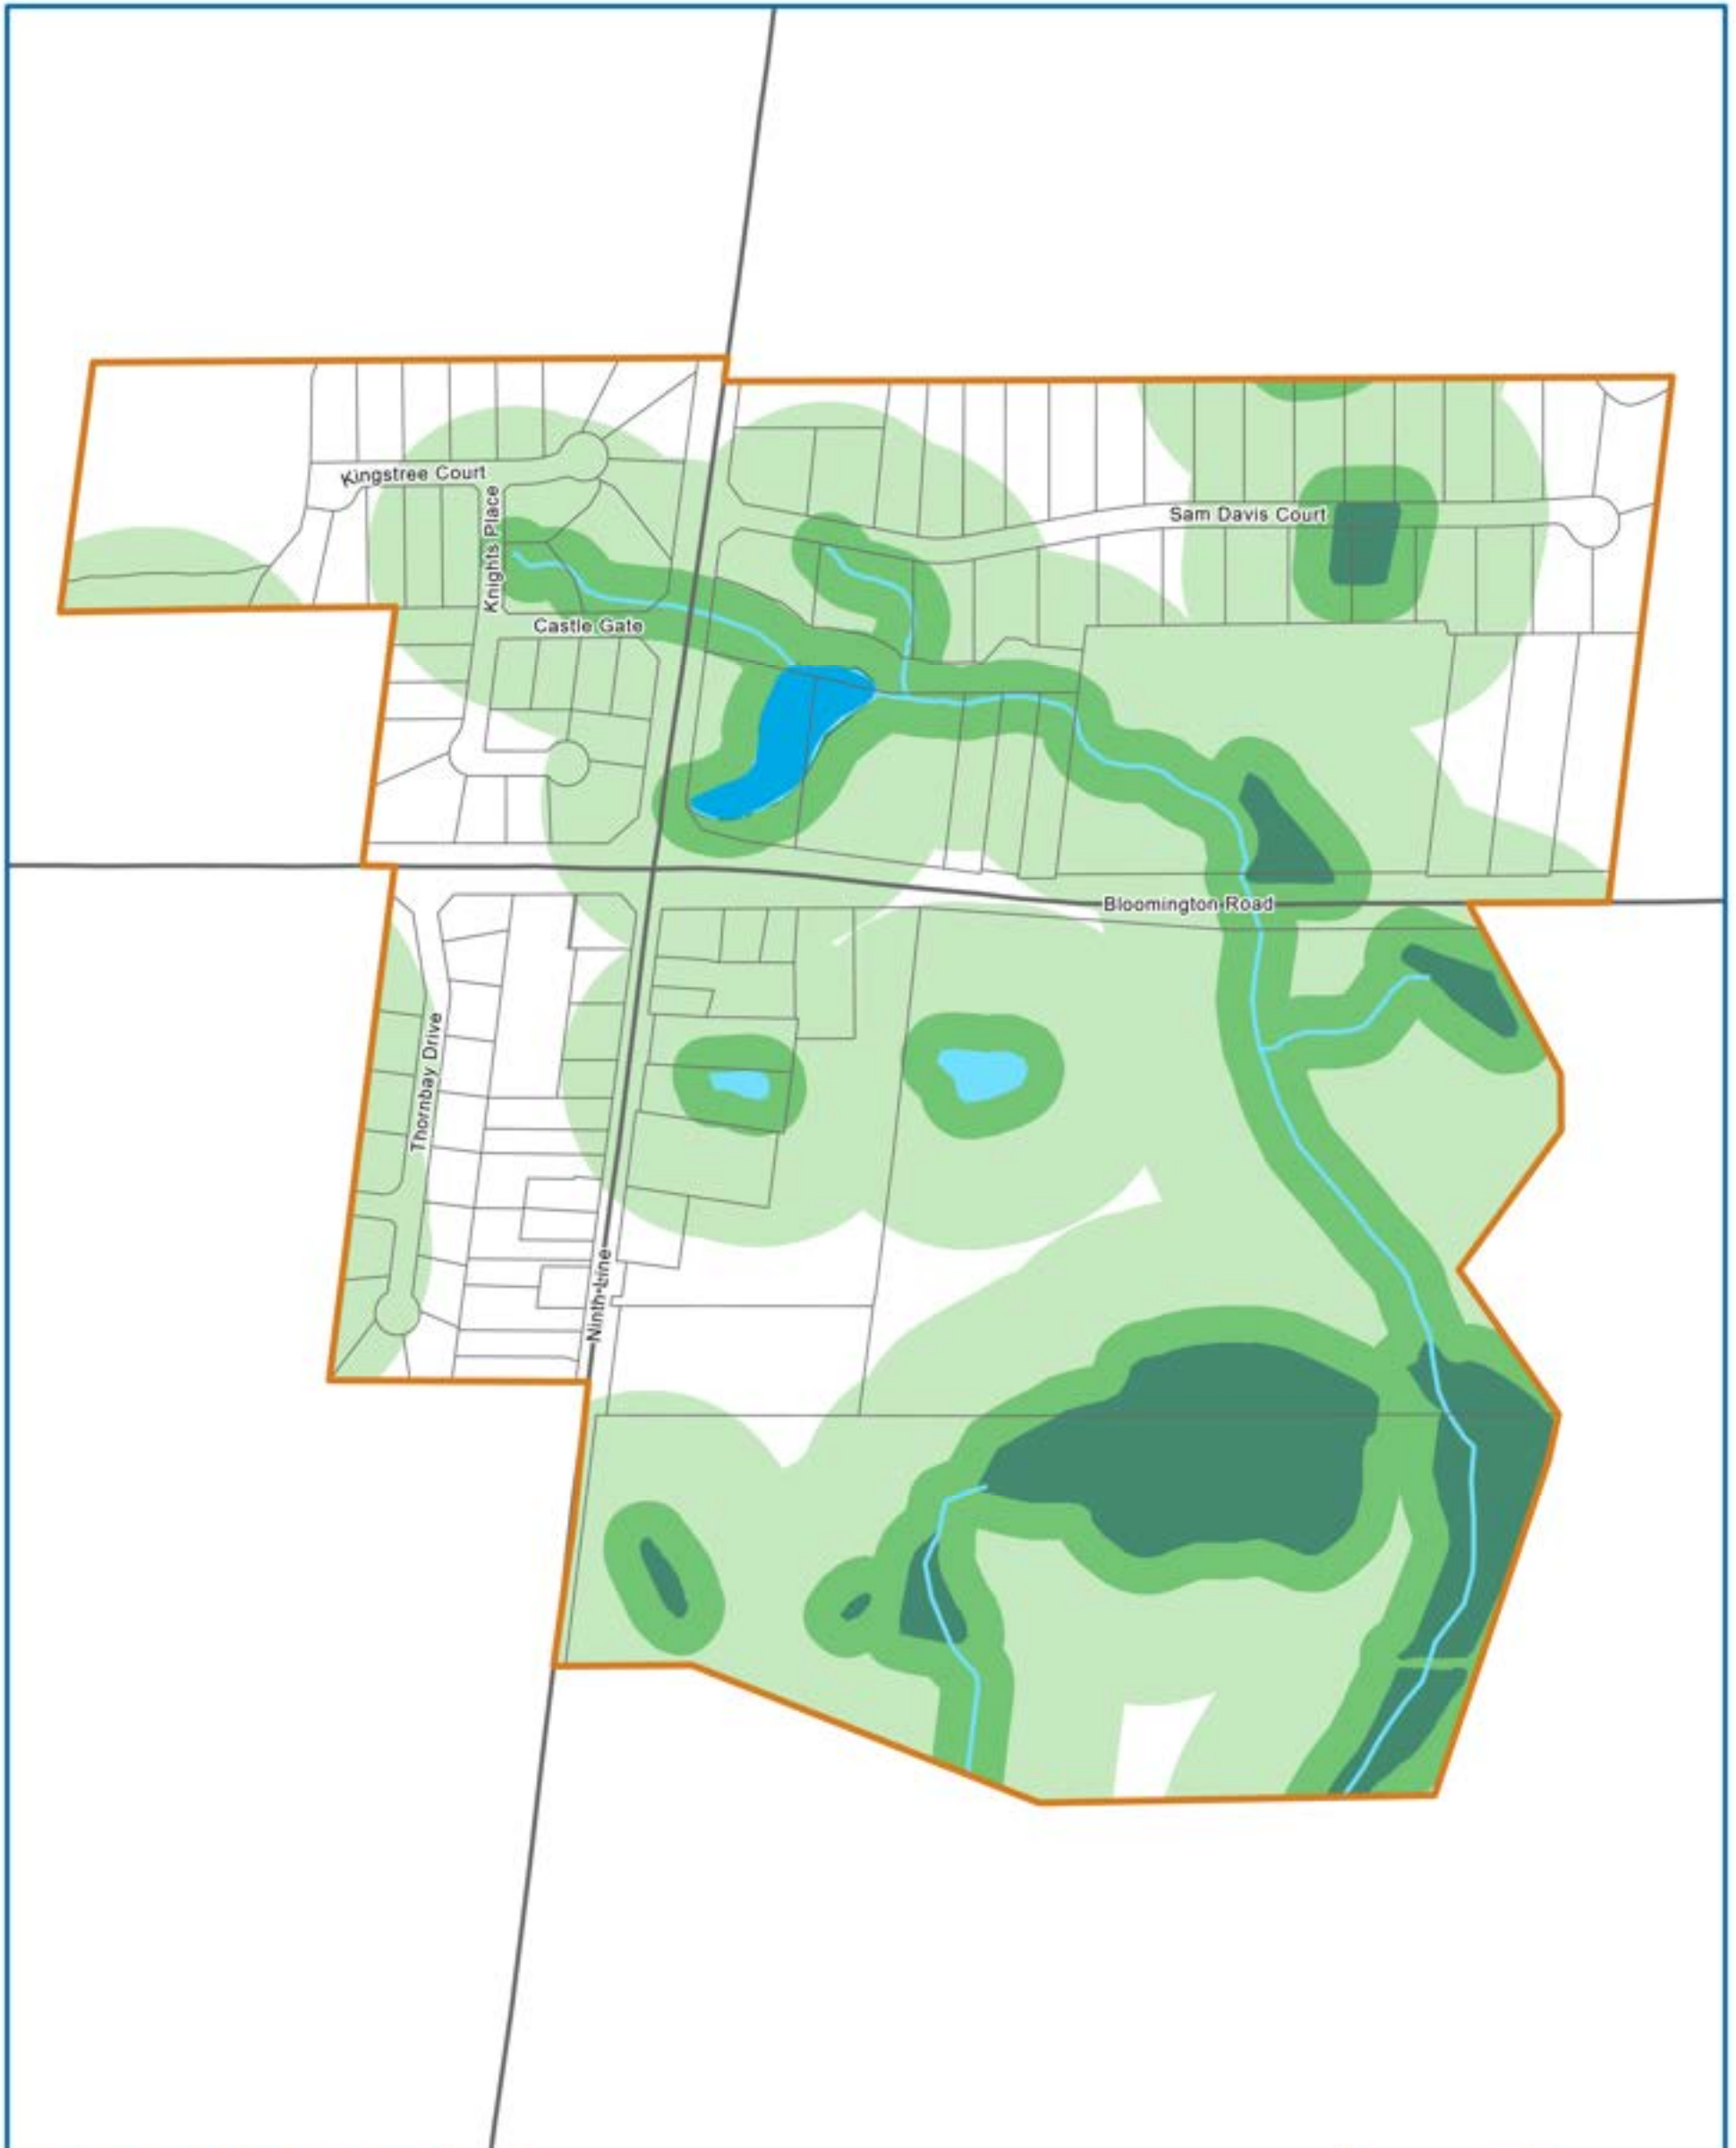 Kingstree Court
Knights Place
Sam Davis Court
Castle Gate
Bloomington Road
Thornbay Drive
Ninth Line